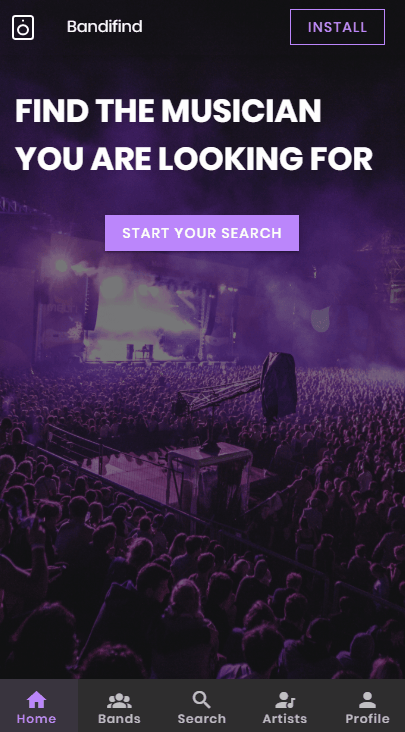 Bandifind
INSTALL
FIND THE MUSICIAN
YOU ARE LOOKING FOR
START YOUR SEARCH
Home
Bands
Search
Artists
Profile